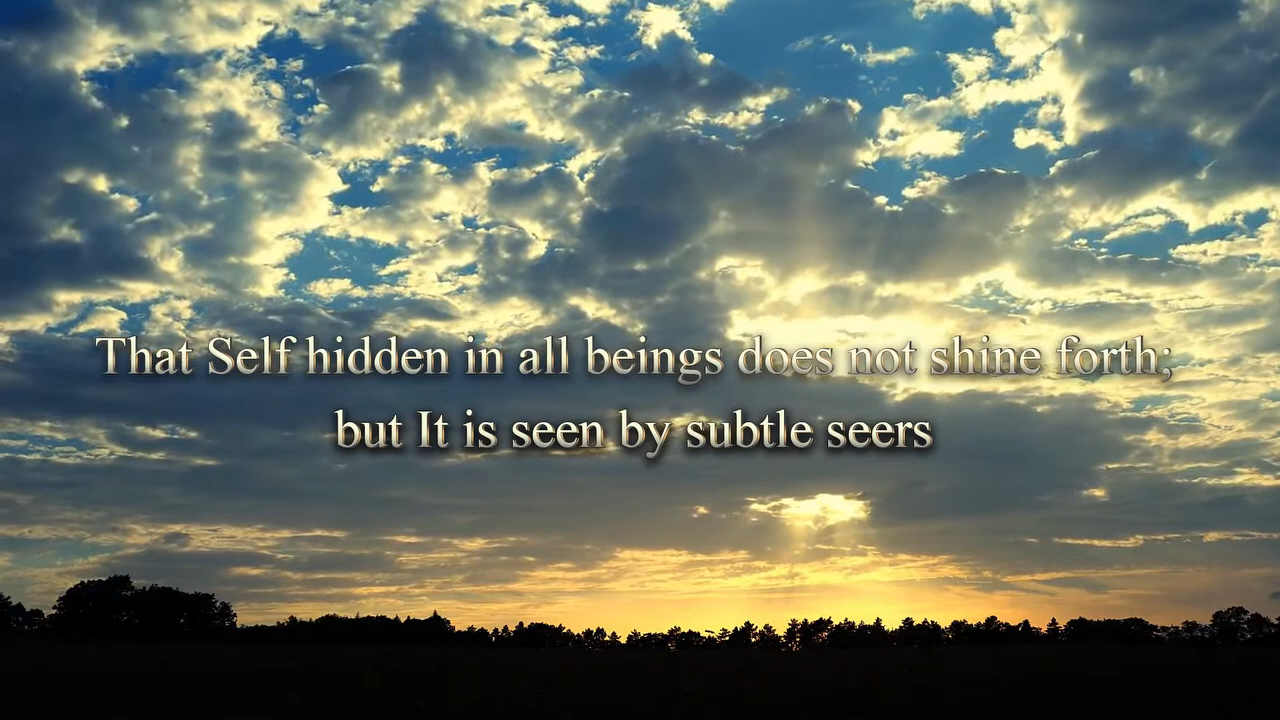 That Self hidden in all beings does not shine forth;
but It is seen by subtle seers